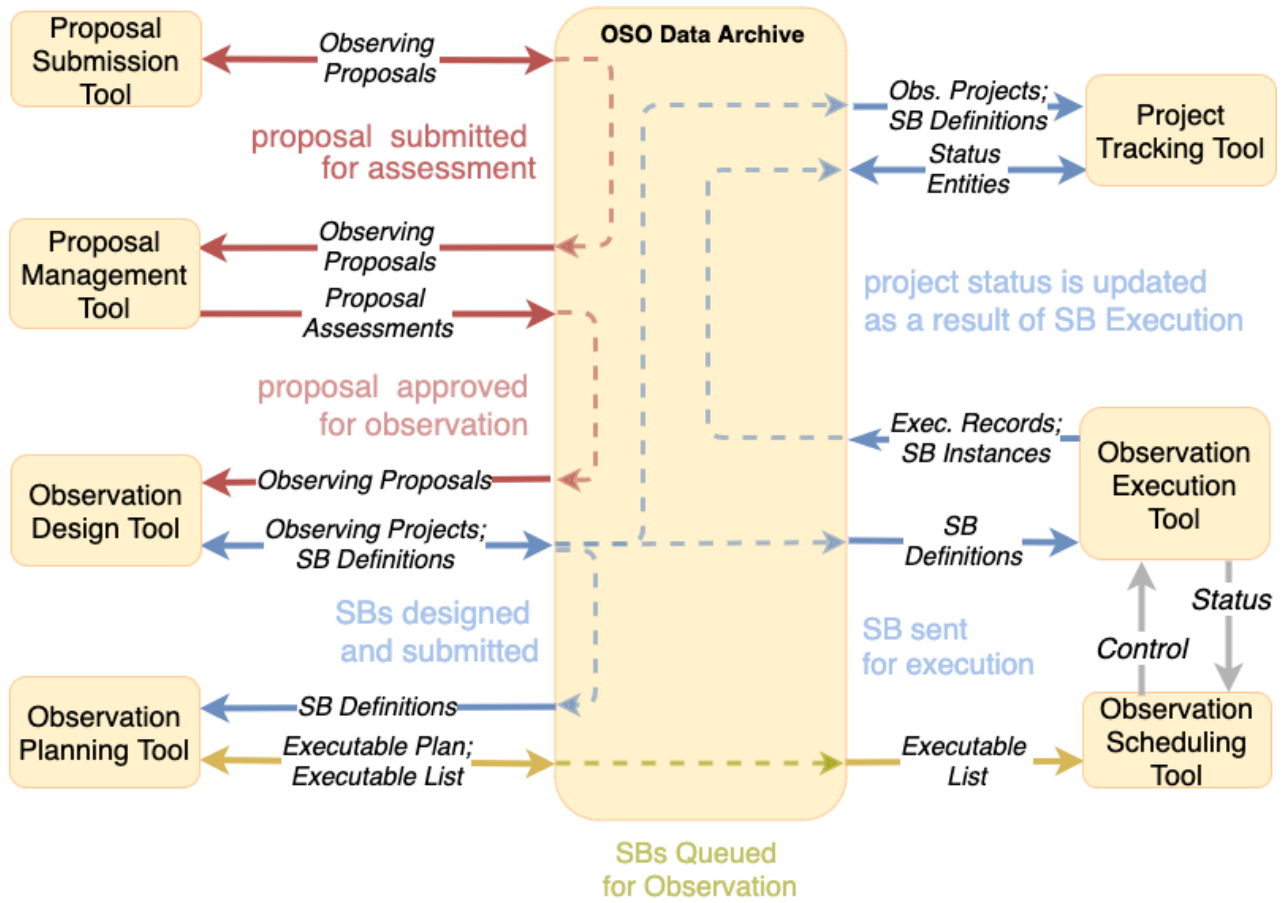 Proposal
Submission
Tool
Observing
Proposals
OSO Data Archive
Obs. Projects;
SB Definitions
Project
Tracking Tool
Status
Entities
proposal submitted
for assessment
Proposal
Management
Tool
Observing
Proposals
Proposal
Assessments
project status is updated
as a result of SB Execution
proposal approved
for observation
Exec. Records;
SB Instances
Observation
Execution
Tool
Observation
Design Tool
Observing Proposals
Observing Projects;
SB Definitions
SB
Definitions
SBs designed
and submitted
SB sent
for execution
Control
Status
Observation
Planning Tool
SB Definitions
Executable Plan;
Executable List
Executable
List
Observation
Scheduling
Tool
SBs Queued
for Observation